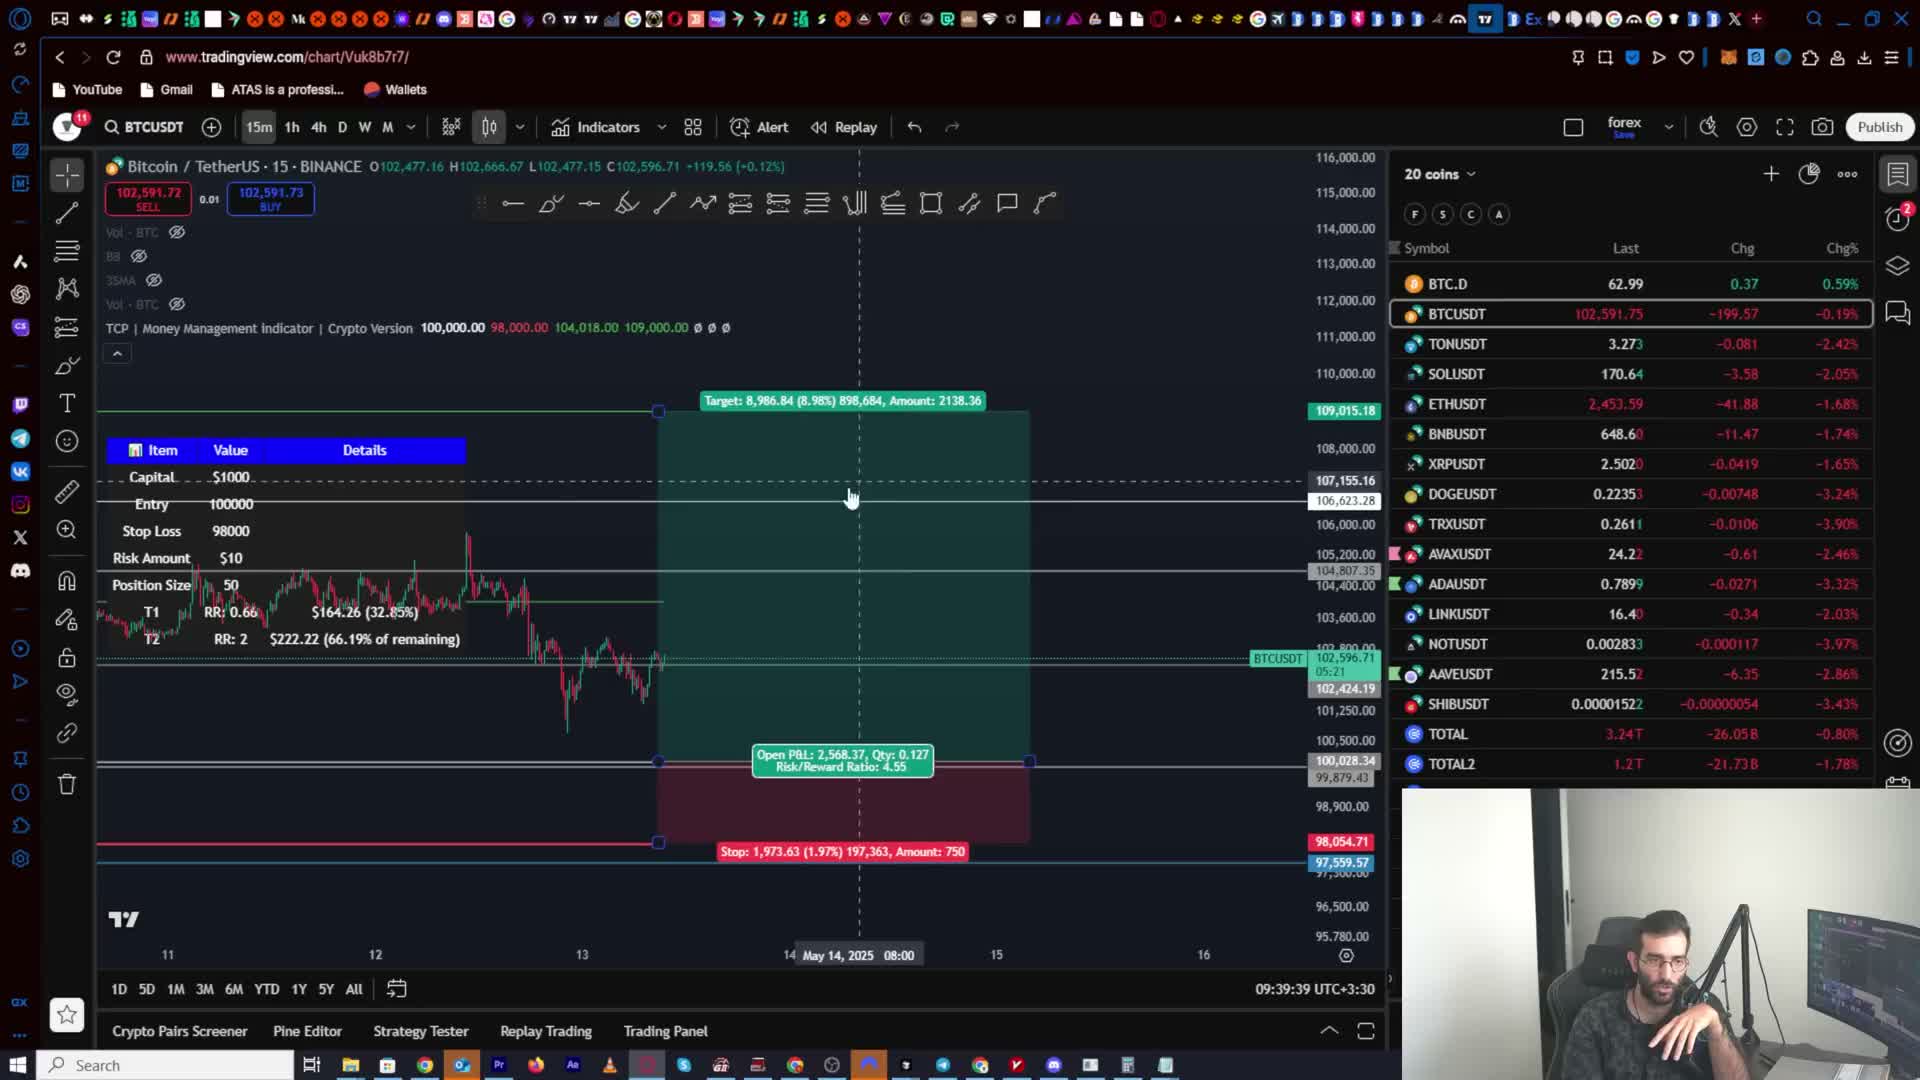 www.tradingview.com/chart/Vuk8b7r7/
YouTube
Gmail
ATAS is a professi...
Wallets
11
BTCUSDT
15m
1h
4h
D
W
M
Indicators
Alert
Replay
forex
Save
Publish
Bitcoin / TetherUS · 15 · BINANCE O102,477.16 H102,666.67 L102,477.15 C102,596.71 +119.56 (+0.12%)
102,591.72
SELL
0.01
102,591.73
BUY
Vol · BTC
BB
3SMA
Vol · BTC
TCP | Money Management Indicator | Crypto Version 100,000.00 98,000.00 104,018.00 109,000.00 Ø Ø Ø
Target: 8,986.84 (8.98%) 898,684, Amount: 2138.36
Item Value Details
Capital $1000
Entry 100000
Stop Loss 98000
Risk Amount $10
Position Size 50
T1 RR: 0.66 $164.26 (32.85%)
T2 RR: 2 $222.22 (66.19% of remaining)
Open P&L: 2,568.37, Qty: 0.127
Risk/Reward Ratio: 4.55
Stop: 1,973.63 (1.97%) 197,363, Amount: 750
116,000.00
115,000.00
114,000.00
113,000.00
112,000.00
111,000.00
110,000.00
109,015.18
108,000.00
107,155.16
106,623.28
106,000.00
105,200.00
104,807.35
104,400.00
103,600.00
102,800.00
BTCUSDT 102,596.71
05:21
102,424.19
101,250.00
100,500.00
100,028.34
99,879.43
98,900.00
98,054.71
97,559.57
97,300.00
96,500.00
95,780.00
11
12
13
14
May 14, 2025 08:00
15
16
1D 5D 1M 3M 6M YTD 1Y 5Y All
09:39:39 UTC+3:30
Crypto Pairs Screener
Pine Editor
Strategy Tester
Replay Trading
Trading Panel
20 coins
F S C A
2
Symbol Last Chg Chg%
BTC.D 62.99 0.37 0.59%
BTCUSDT 102,591.75 −199.57 −0.19%
TONUSDT 3.273 −0.081 −2.42%
SOLUSDT 170.64 −3.58 −2.05%
ETHUSDT 2,453.59 −41.88 −1.68%
BNBUSDT 648.60 −11.47 −1.74%
XRPUSDT 2.5020 −0.0419 −1.65%
DOGEUSDT 0.22353 −0.00748 −3.24%
TRXUSDT 0.2611 −0.0106 −3.90%
AVAXUSDT 24.22 −0.61 −2.46%
ADAUSDT 0.7899 −0.0271 −3.32%
LINKUSDT 16.40 −0.34 −2.03%
NOTUSDT 0.002833 −0.000117 −3.97%
AAVEUSDT 215.52 −6.35 −2.86%
SHIBUSDT 0.00001522 −0.00000054 −3.43%
TOTAL 3.24T −26.05B −0.80%
TOTAL2 1.2T −21.73B −1.78%
Search